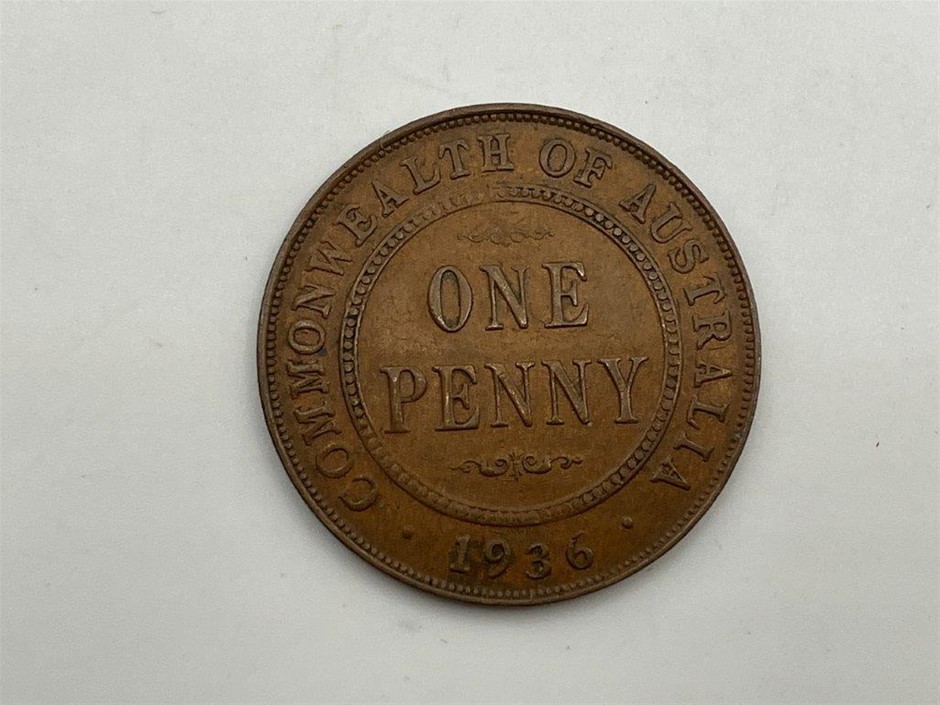 COMMONWEALTH OF AUSTRALIA
ONE
PENNY
· 1936 ·